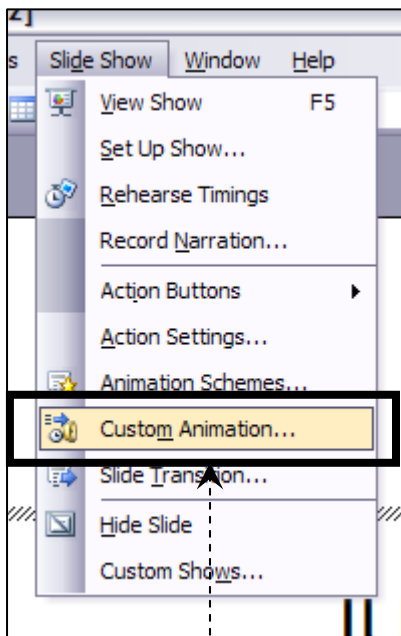 2]
s Slide Show Window Help
View Show F5
Set Up Show...
Rehearse Timings
Record Narration...
Action Buttons
Action Settings...
Animation Schemes...
Custom Animation...
Slide Transition...
Hide Slide
Custom Shows...